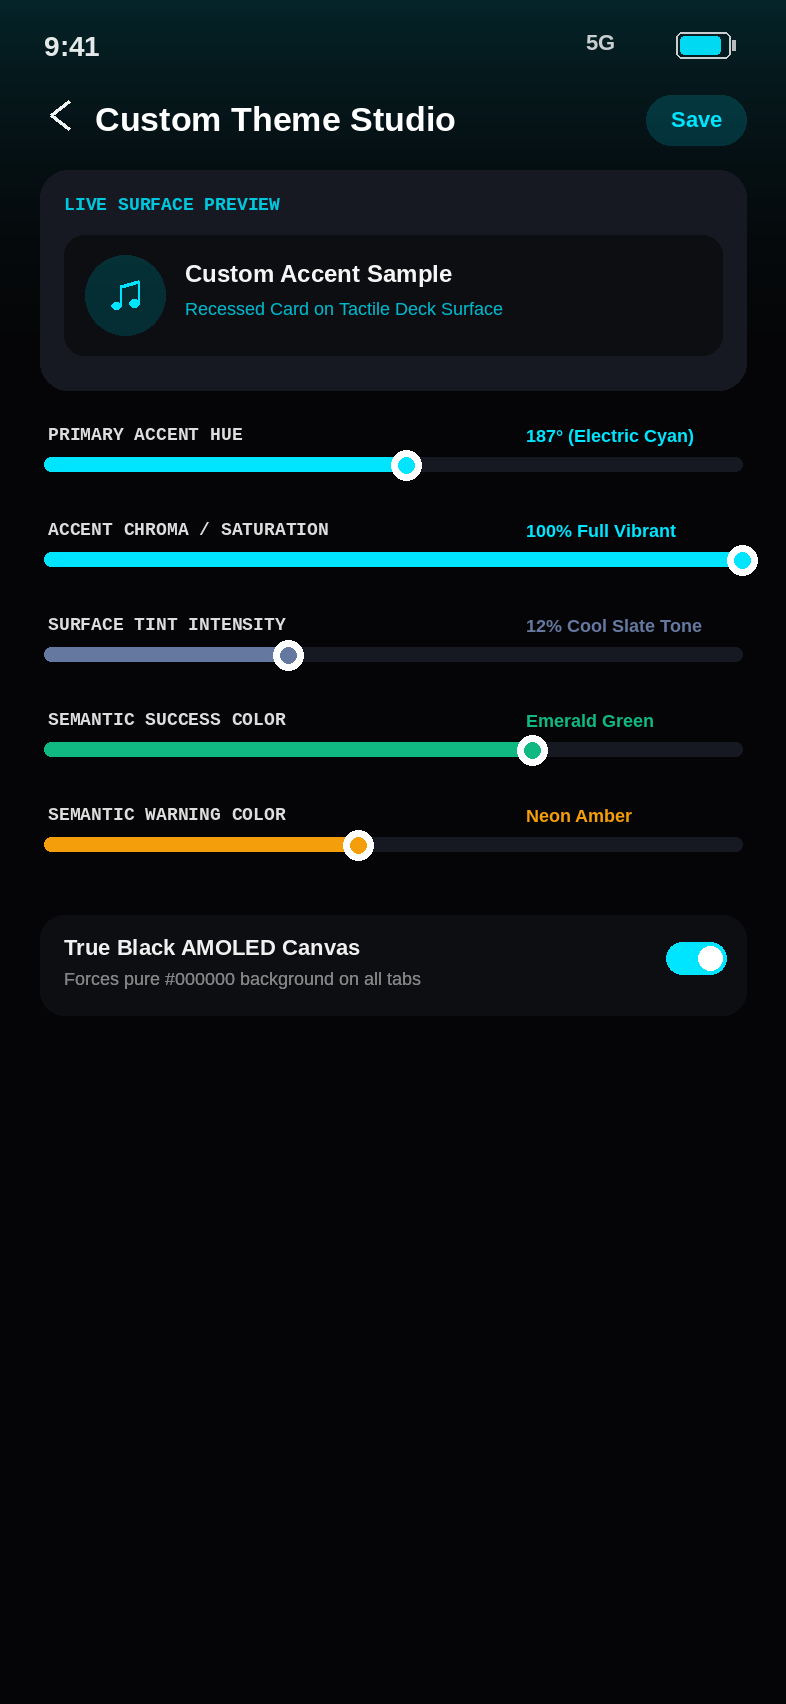 9:41
5G
Custom Theme Studio
Save
LIVE SURFACE PREVIEW
Custom Accent Sample
Recessed Card on Tactile Deck Surface
PRIMARY ACCENT HUE
187° (Electric Cyan)
ACCENT CHROMA / SATURATION
100% Full Vibrant
SURFACE TINT INTENSITY
12% Cool Slate Tone
SEMANTIC SUCCESS COLOR
Emerald Green
SEMANTIC WARNING COLOR
Neon Amber
True Black AMOLED Canvas
Forces pure #000000 background on all tabs